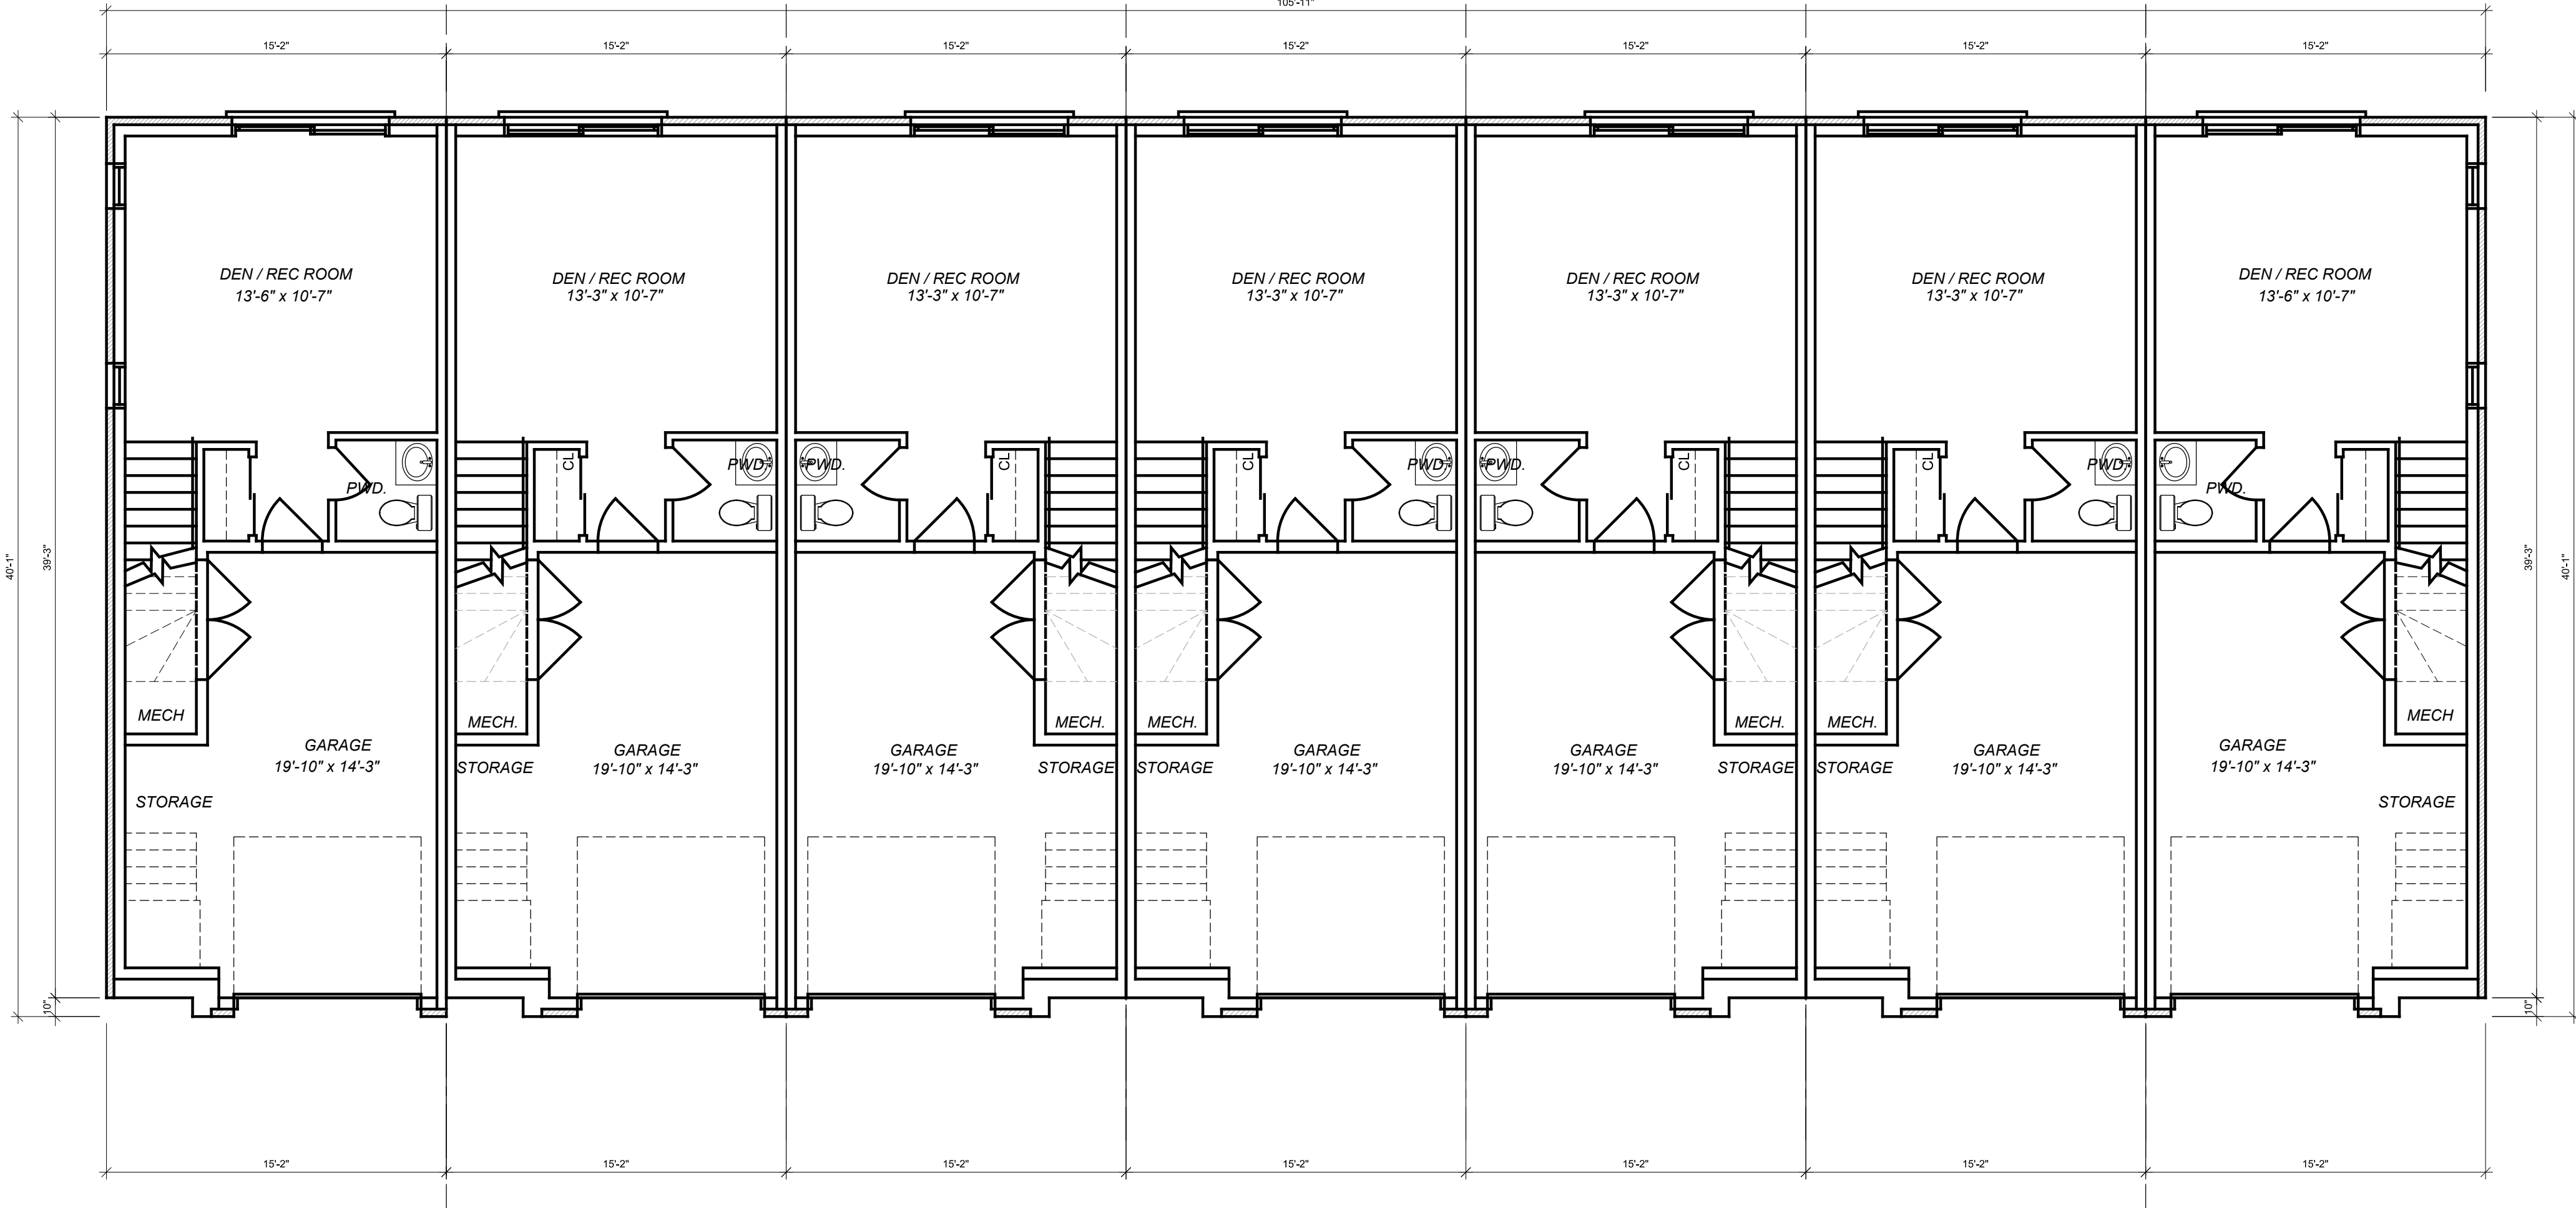 105'-11"
15'-2"
15'-2"
15'-2"
15'-2"
15'-2"
15'-2"
15'-2"
DEN / REC ROOM
13'-6" x 10'-7"
DEN / REC ROOM
13'-3" x 10'-7"
DEN / REC ROOM
13'-3" x 10'-7"
DEN / REC ROOM
13'-3" x 10'-7"
DEN / REC ROOM
13'-3" x 10'-7"
DEN / REC ROOM
13'-3" x 10'-7"
DEN / REC ROOM
13'-6" x 10'-7"
PWD.
CL
PWD.
PWD.
CL
CL
PWD.
PWD.
CL
CL
PWD.
PWD.
40'-1"
39'-3"
39'-3"
40'-1"
MECH
MECH.
MECH.
MECH.
MECH.
MECH.
MECH
GARAGE
19'-10" x 14'-3"
GARAGE
19'-10" x 14'-3"
GARAGE
19'-10" x 14'-3"
GARAGE
19'-10" x 14'-3"
GARAGE
19'-10" x 14'-3"
GARAGE
19'-10" x 14'-3"
GARAGE
19'-10" x 14'-3"
STORAGE
STORAGE
STORAGE
STORAGE
STORAGE
STORAGE
STORAGE
10"
10"
15'-2"
15'-2"
15'-2"
15'-2"
15'-2"
15'-2"
15'-2"